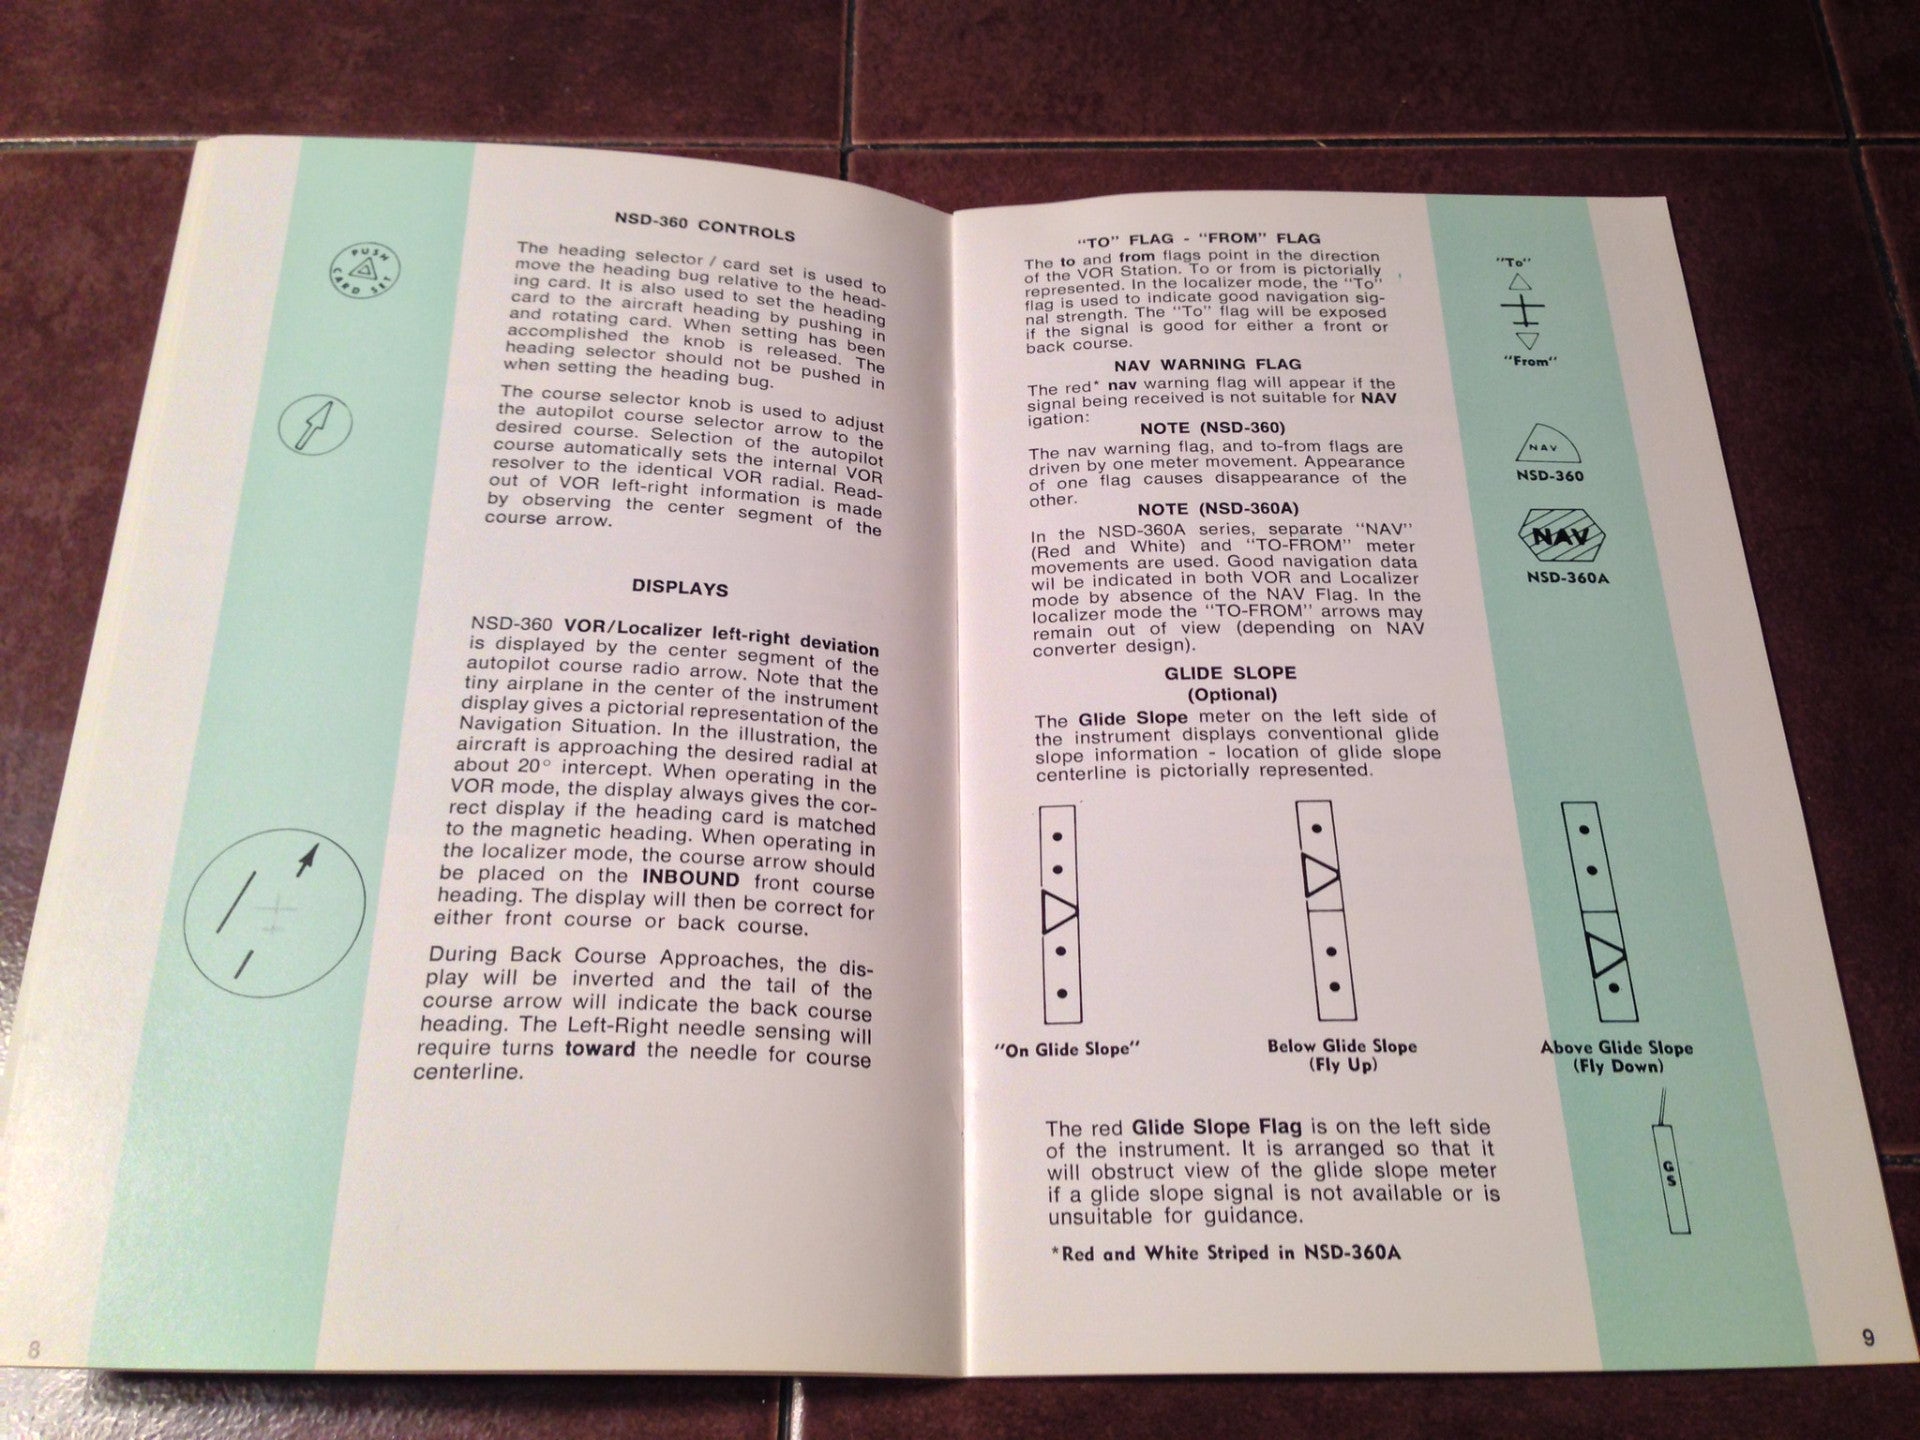 PUSH
CARD SET
NSD-360 CONTROLS
The heading selector / card set is used to
move the heading bug relative to the head-
ing card. It is also used to set the heading
card to the aircraft heading by pushing in
and rotating card. When setting has been
accomplished the knob is released. The
heading selector should not be pushed in
when setting the heading bug.
The course selector knob is used to adjust
the autopilot course selector arrow to the
desired course. Selection of the autopilot
course automatically sets the internal VOR
resolver to the identical VOR radial. Read-
out of VOR left-right information is made
by observing the center segment of the
course arrow.
DISPLAYS
NSD-360 VOR/Localizer left-right deviation
is displayed by the center segment of the
autopilot course radio arrow. Note that the
tiny airplane in the center of the instrument
display gives a pictorial representation of the
Navigation Situation. In the illustration, the
aircraft is approaching the desired radial at
about 20° intercept. When operating in the
VOR mode, the display always gives the cor-
rect display if the heading card is matched
to the magnetic heading. When operating in
the localizer mode, the course arrow should
be placed on the INBOUND front course
heading. The display will then be correct for
either front course or back course.
During Back Course Approaches, the dis-
play will be inverted and the tail of the
course arrow will indicate the back course
heading. The Left-Right needle sensing will
require turns toward the needle for course
centerline.
8
"TO" FLAG - "FROM" FLAG
The to and from flags point in the direction
of the VOR Station. To or from is pictorially
represented. In the localizer mode, the "To"
flag is used to indicate good navigation sig-
nal strength. The "To" flag will be exposed
if the signal is good for either a front or
back course.
"To"
"From"
NAV WARNING FLAG
The red* nav warning flag will appear if the
signal being received is not suitable for NAV
igation:
NOTE (NSD-360)
The nav warning flag, and to-from flags are
driven by one meter movement. Appearance
of one flag causes disappearance of the
other.
NAV
NSD-360
NOTE (NSD-360A)
In the NSD-360A series, separate "NAV"
(Red and White) and "TO-FROM" meter
movements are used. Good navigation data
wil be indicated in both VOR and Localizer
mode by absence of the NAV Flag. In the
localizer mode the "TO-FROM" arrows may
remain out of view (depending on NAV
converter design).
NAV
NSD-360A
GLIDE SLOPE
(Optional)
The Glide Slope meter on the left side of
the instrument displays conventional glide
slope information - location of glide slope
centerline is pictorially represented.
"On Glide Slope"
Below Glide Slope
(Fly Up)
Above Glide Slope
(Fly Down)
The red Glide Slope Flag is on the left side
of the instrument. It is arranged so that it
will obstruct view of the glide slope meter
if a glide slope signal is not available or is
unsuitable for guidance.
GS
*Red and White Striped in NSD-360A
9